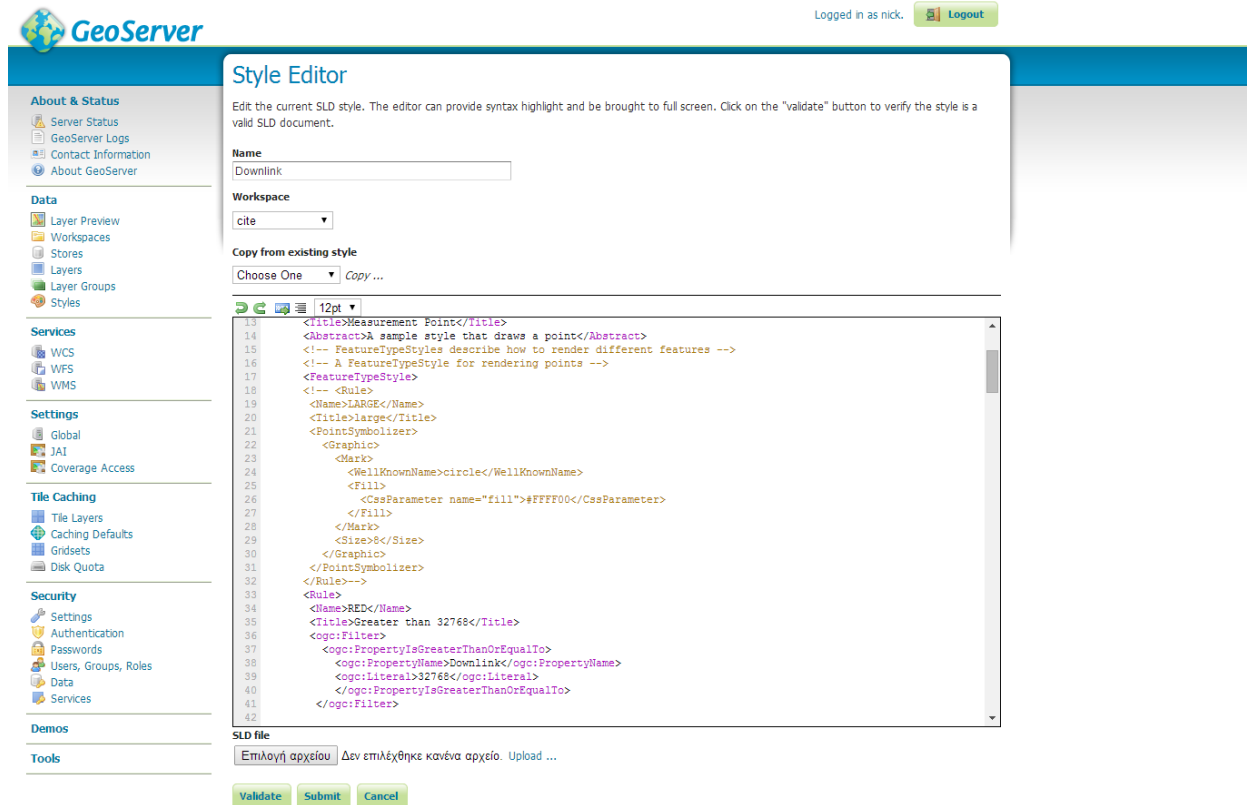 GeoServer
Logged in as nick.
Logout
About & Status
Server Status
GeoServer Logs
Contact Information
About GeoServer
Data
Layer Preview
Workspaces
Stores
Layers
Layer Groups
Styles
Services
WCS
WFS
WMS
Settings
Global
JAI
Coverage Access
Tile Caching
Tile Layers
Caching Defaults
Gridsets
Disk Quota
Security
Settings
Authentication
Passwords
Users, Groups, Roles
Data
Services
Demos
Tools
Style Editor
Edit the current SLD style. The editor can provide syntax highlight and be brought to full screen. Click on the "validate" button to verify the style is a
valid SLD document.
Name
Downlink
Workspace
cite
Copy from existing style
Choose One Copy ...
12pt
13 <Title>Measurement Point</Title>
14 <Abstract>A sample style that draws a point</Abstract>
15 <!-- FeatureTypeStyles describe how to render different features -->
16 <!-- A FeatureTypeStyle for rendering points -->
17 <FeatureTypeStyle>
18 <!-- <Rule>
19 <Name>LARGE</Name>
20 <Title>large</Title>
21 <PointSymbolizer>
22 <Graphic>
23 <Mark>
24 <WellKnownName>circle</WellKnownName>
25 <Fill>
26 <CssParameter name="fill">#FFFF00</CssParameter>
27 </Fill>
28 </Mark>
29 <Size>8</Size>
30 </Graphic>
31 </PointSymbolizer>
32 </Rule>-->
33 <Rule>
34 <Name>RED</Name>
35 <Title>Greater than 32768</Title>
36 <ogc:Filter>
37 <ogc:PropertyIsGreaterThanOrEqualTo>
38 <ogc:PropertyName>Downlink</ogc:PropertyName>
39 <ogc:Literal>32768</ogc:Literal>
40 </ogc:PropertyIsGreaterThanOrEqualTo>
41 </ogc:Filter>
42
SLD file
Επιλογή αρχείου Δεν επιλέχθηκε κανένα αρχείο. Upload ...
Validate Submit Cancel